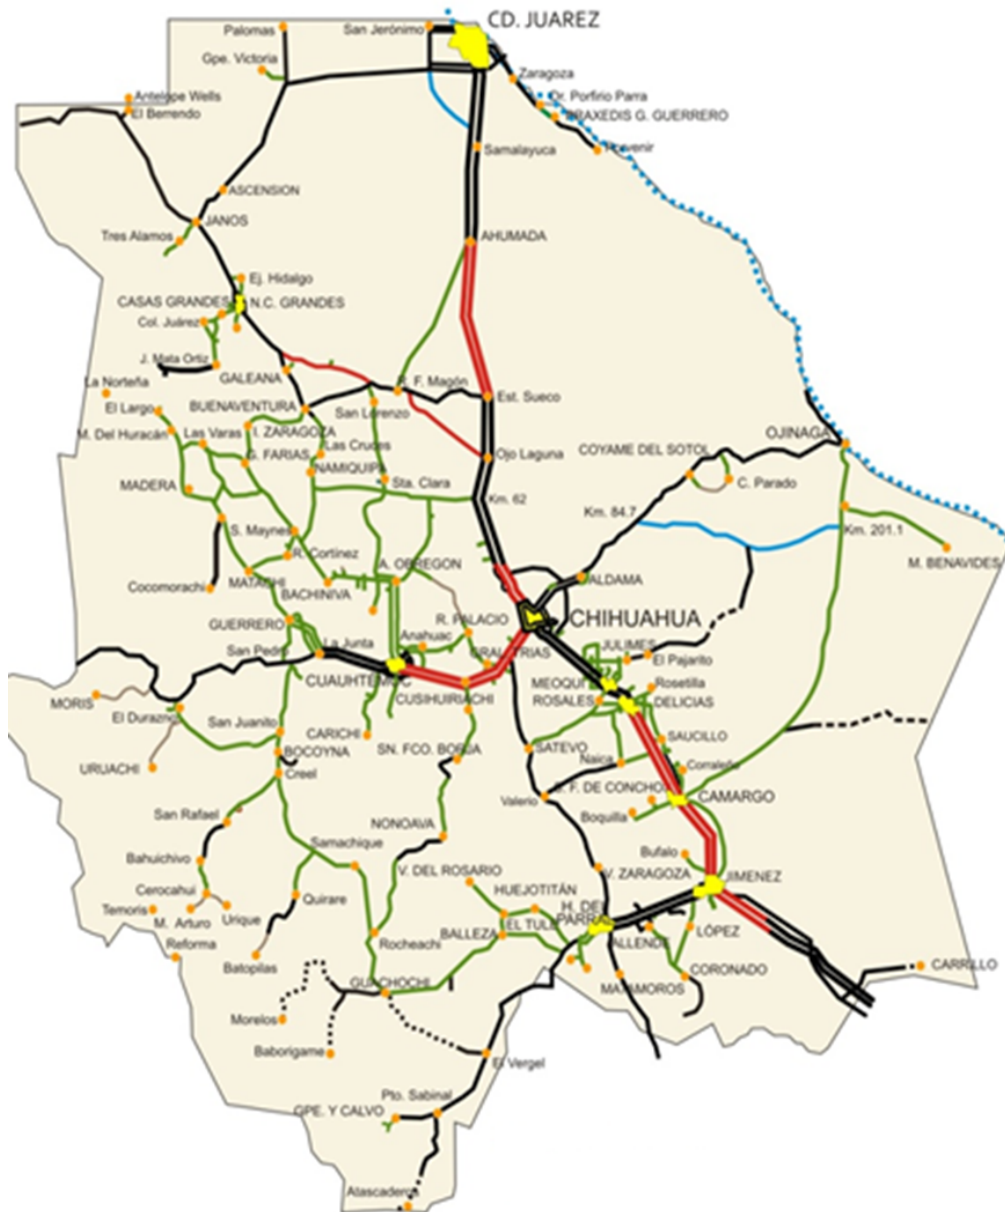 CD. JUAREZ
Palomas
San Jerónimo
Gpe. Victoria
Zaragoza
Antelope Wells
Dr. Porfirio Parra
El Berrendo
PRAXEDIS G. GUERRERO
Porvenir
Samalayuca
ASCENSION
JANOS
Tres Alamos
AHUMADA
Ej. Hidalgo
CASAS GRANDES
N.C. GRANDES
Col. Juárez
J. Mata Ortiz
GALEANA
La Norteña
R. F. Magón
Est. Sueco
El Largo
BUENAVENTURA
San Lorenzo
M. Del Huracán
Las Varas
I. ZARAGOZA
OJINAGA
Las Cruces
COYAME DEL SOTOL
G. FARIAS
Ojo Laguna
NAMIQUIPA
MADERA
Sta. Clara
C. Parado
Km. 62
Km. 84.7
S. Maynes
Km. 201.1
R. Cortínez
M. BENAVIDES
A. OBREGON
MATACHI
Cocomorachi
BACHINIVA
ALDAMA
CHIHUAHUA
GUERRERO
R. PALACIO
Anahuac
La Junta
San Pedro
GRAL. TRIAS
JULIMES
El Pajarito
CUAUHTEMOC
MEOQUI
Rosetilla
MORIS
CUSIHUIRIACHI
ROSALES
DELICIAS
El Durazno
San Juanito
CARICHI
SAUCILLO
BOCOYNA
SN. FCO. BORJA
SATEVO
Naica
Corraleño
URUACHI
Creel
S. F. DE CONCHOS
Valerio
CAMARGO
San Rafael
NONOAVA
Boquilla
Samachique
Bahuichivo
Bufalo
V. DEL ROSARIO
V. ZARAGOZA
JIMENEZ
Cerocahui
HUEJOTITÁN
Quirare
H. DEL
PARRAL
Temoris
M. Arturo
Urique
EL TULE
BALLEZA
LÓPEZ
Reforma
Rocheachi
ALLENDE
Batopilas
CORONADO
CARRILLO
GUACHOCHI
MATAMOROS
Morelos
Baborigame
El Vergel
Pto. Sabinal
GPE. Y CALVO
Atascaderos